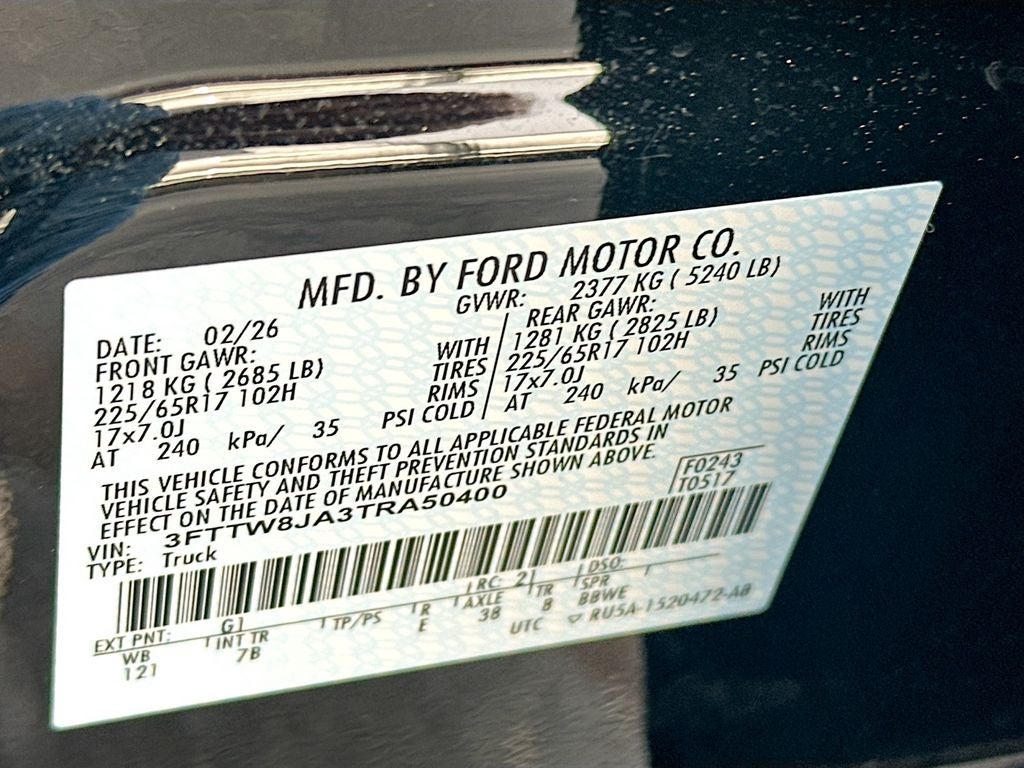 MFD. BY FORD MOTOR CO.
DATE: 02/26 GVWR: 2377 KG ( 5240 LB)
FRONT GAWR: REAR GAWR:
1218 KG ( 2685 LB) WITH 1281 KG ( 2825 LB) WITH
225/65R17 102H TIRES 225/65R17 102H TIRES
17x7.0J RIMS 17x7.0J RIMS
AT 240 kPa/ 35 PSI COLD AT 240 kPa/ 35 PSI COLD
THIS VEHICLE CONFORMS TO ALL APPLICABLE FEDERAL MOTOR
VEHICLE SAFETY AND THEFT PREVENTION STANDARDS IN
EFFECT ON THE DATE OF MANUFACTURE SHOWN ABOVE.
F0243
T0517
VIN: 3FTTW8JA3TRA50400
TYPE: Truck
EXT PNT: G1 RC: 21 DSO:
WB INT TR TP/PS R AXLE TR SPR
121 7B E 38 8 BBWE
UTC ▽ RU5A-1520472-AB